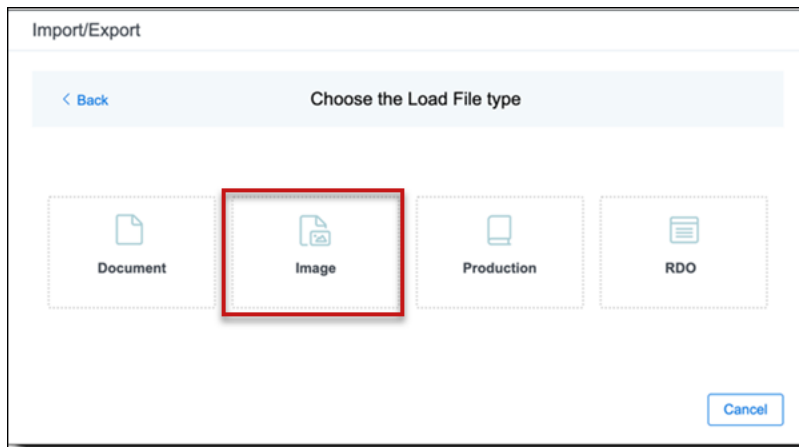 Import/Export
Back
Choose the Load File type
Document
Image
Production
RDO
Cancel